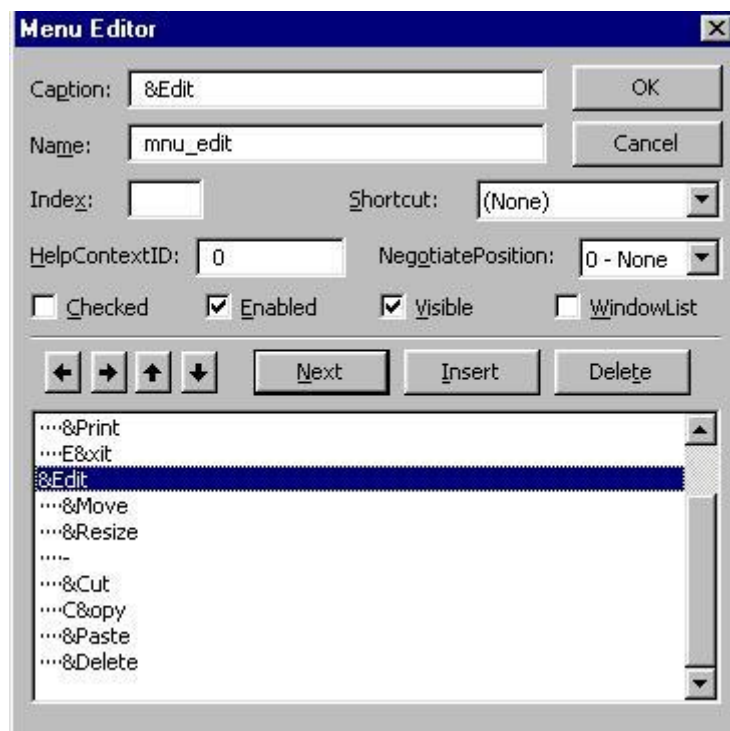 Menu Editor
Caption: &Edit OK
Name: mnu_edit Cancel
Index: Shortcut: (None)
HelpContextID: 0 NegotiatePosition: 0 - None
Checked Enabled Visible WindowList
Next Insert Delete
····&Print
····E&xit
&Edit
····&Move
····&Resize
····-
····&Cut
····C&opy
····&Paste
····&Delete